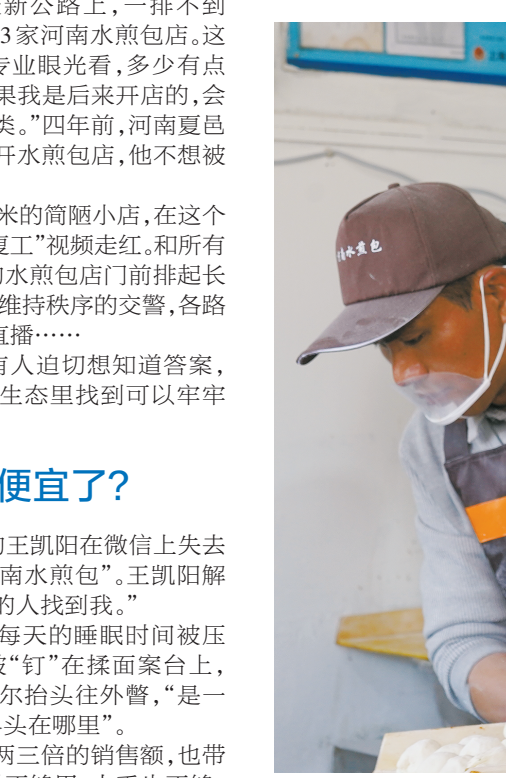 新公路上,一排不到
3家河南水煎包店。这
专业眼光看,多少有点
果我是后来开店的,会
类。”四年前,河南夏邑
开水煎包店,他不想被
米的简陋小店,在这个
复工”视频走红。和所有
水煎包店门前排起长
维持秩序的交警,各路
直播……
有人迫切想知道答案,
生态里找到可以牢牢
便宜了?
王凯阳在微信上失去
南水煎包”。王凯阳解
的人找到我。”
每天的睡眠时间被压
被“钉”在揉面案台上,
尔抬头往外瞥,“是一
头在哪里”。
两三倍的销售额,也带
水煎包